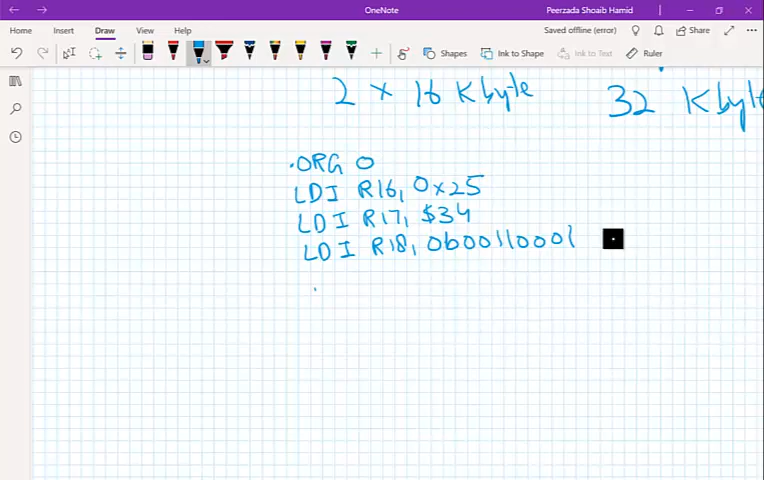 OneNote
Peerzada Shoaib Hamid
Home Insert Draw View Help
Saved offline (error)
Share
Shapes
Ink to Shape
Ink to Text
Ruler
2 × 16 Kbyte
32 Kbyte
.ORG 0
LDI R16, 0x25
LDI R17, $34
LDI R18, 0b00110001